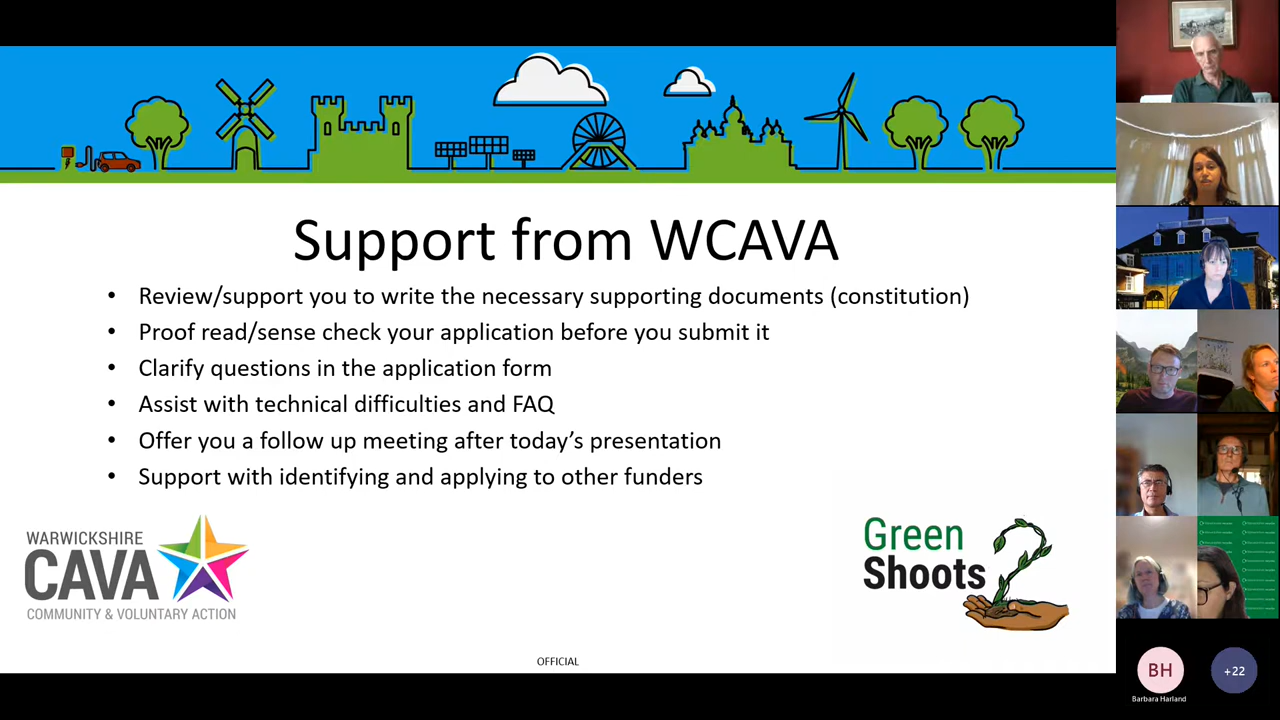 Support from WCAVA
• Review/support you to write the necessary supporting documents (constitution)
• Proof read/sense check your application before you submit it
• Clarify questions in the application form
• Assist with technical difficulties and FAQ
• Offer you a follow up meeting after today's presentation
• Support with identifying and applying to other funders
WARWICKSHIRE
CAVA
COMMUNITY & VOLUNTARY ACTION
Green
Shoots
OFFICIAL
BH
+22
Barbara Harland